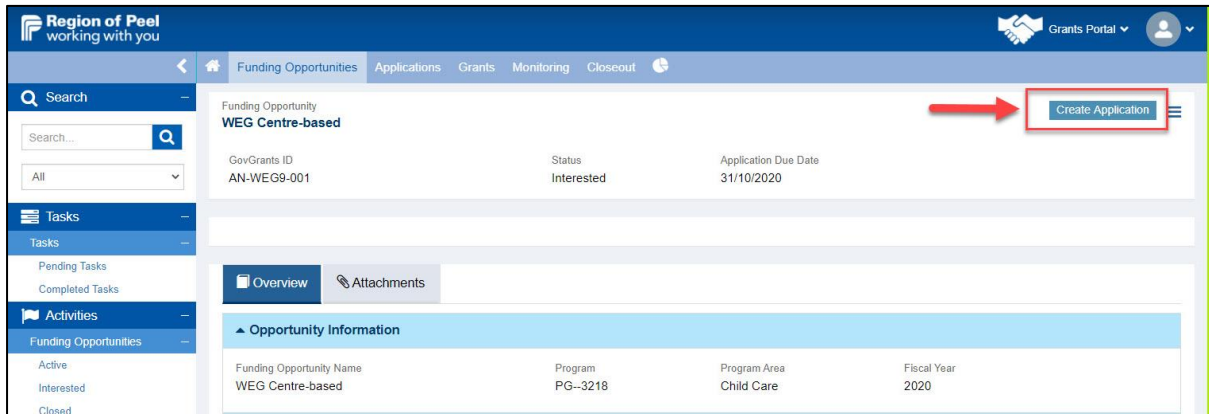 Region of Peel
working with you
Grants Portal
Funding Opportunities Applications Grants Monitoring Closeout
Search
Search...
All
Tasks
Tasks
Pending Tasks
Completed Tasks
Activities
Funding Opportunities
Active
Interested
Closed
Funding Opportunity
WEG Centre-based
Create Application
GovGrants ID Status Application Due Date
AN-WEG9-001 Interested 31/10/2020
Overview Attachments
Opportunity Information
Funding Opportunity Name Program Program Area Fiscal Year
WEG Centre-based PG--3218 Child Care 2020